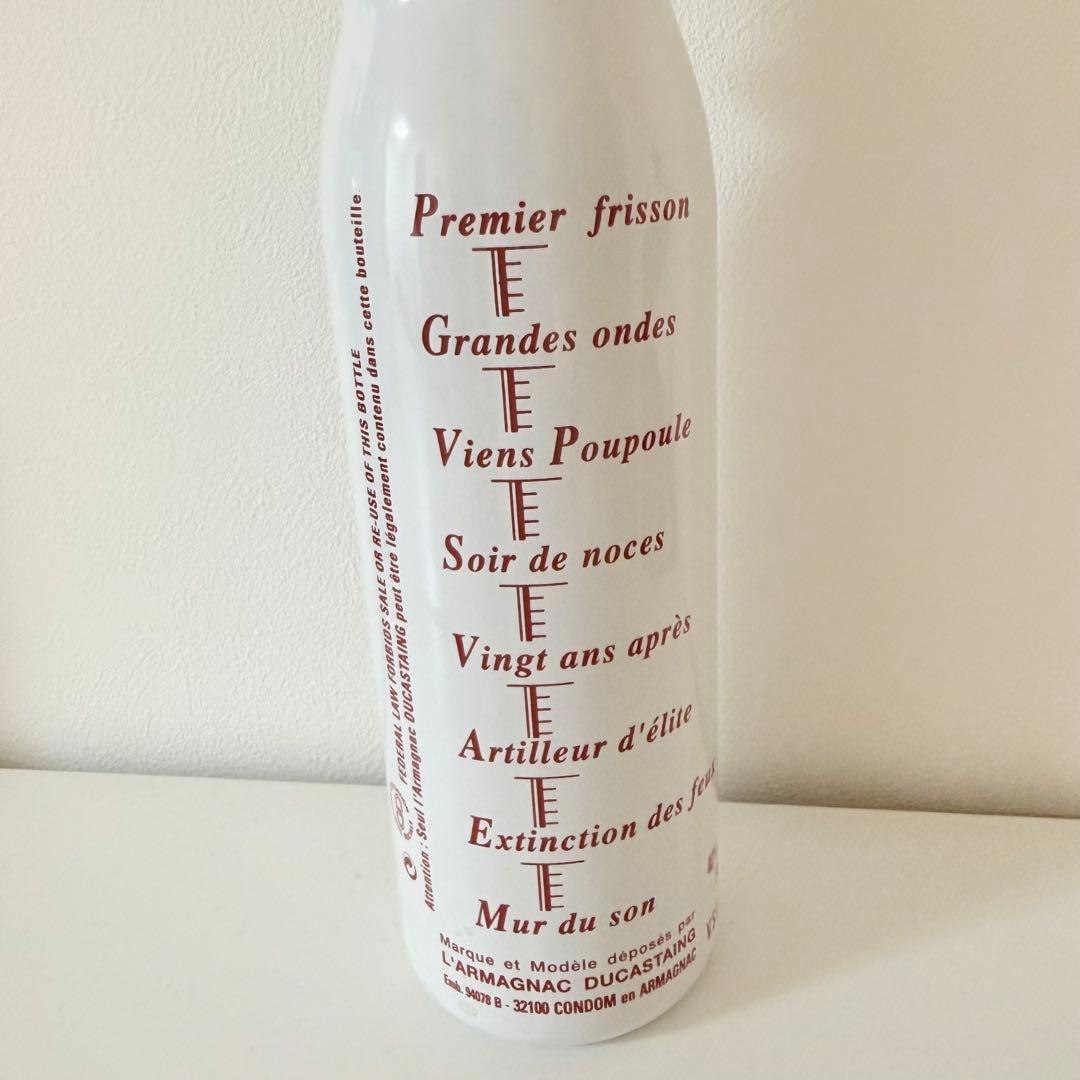 Premier frisson
Grandes ondes
Viens Poupoule
Soir de noces
Vingt ans après
Artilleur d'élite
Extinction des feux
Mur du son
Marque et Modèle déposés par
L'ARMAGNAC DUCASTAING
Emb. 94078 B - 32100 CONDOM en ARMAGNAC
FEDERAL LAW FORBIDS SALE OR RE-USE OF THIS BOTTLE
Attention : Seul l'Armagnac DUCASTAING peut être légalement contenu dans cette bouteille.